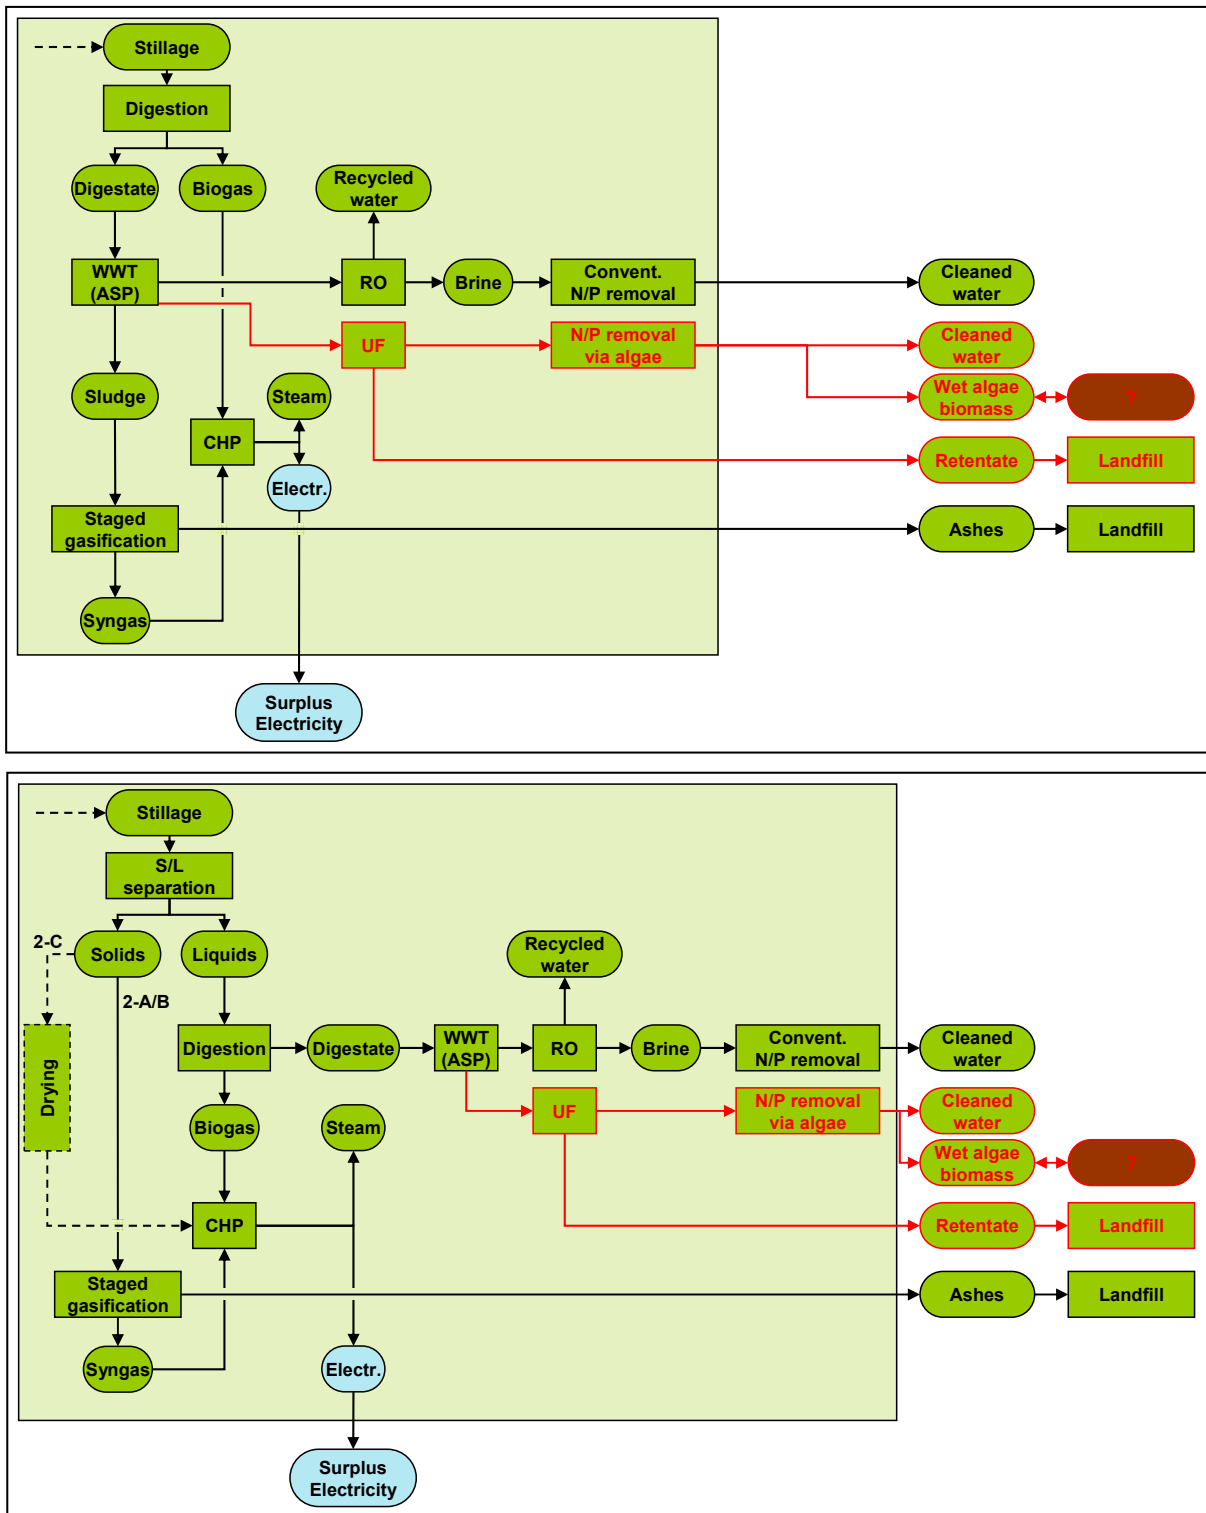 Stillage
Digestion
Digestate
Biogas
Recycled
water
WWT
(ASP)
RO
Brine
Convent.
N/P removal
Cleaned
water
UF
N/P removal
via algae
Cleaned
water
Sludge
Steam
Wet algae
biomass
?
CHP
Retentate
Landfill
Electr.
Staged
gasification
Ashes
Landfill
Syngas
Surplus
Electricity
Stillage
S/L
separation
2-C
Solids
Liquids
Recycled
water
2-A/B
Drying
Digestion
Digestate
WWT
(ASP)
RO
Brine
Convent.
N/P removal
Cleaned
water
UF
N/P removal
via algae
Cleaned
water
Biogas
Steam
Wet algae
biomass
?
CHP
Retentate
Landfill
Staged
gasification
Ashes
Landfill
Syngas
Electr.
Surplus
Electricity